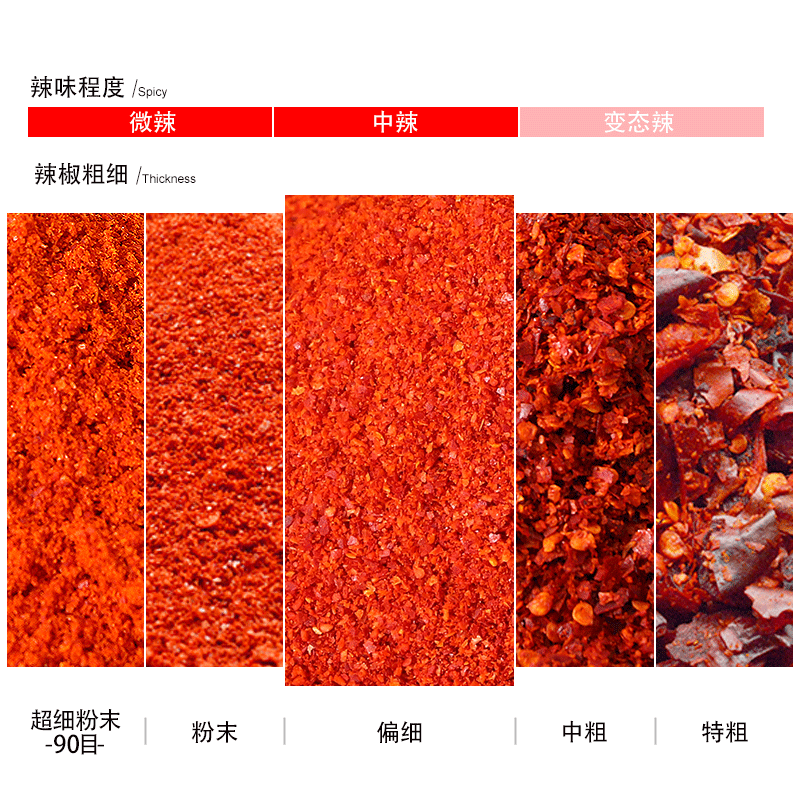 辣味程度 /Spicy
微辣 中辣 变态辣
辣椒粗细 /Thickness
超细粉末 | 粉末 | 偏细 | 中粗 | 特粗
-90目-